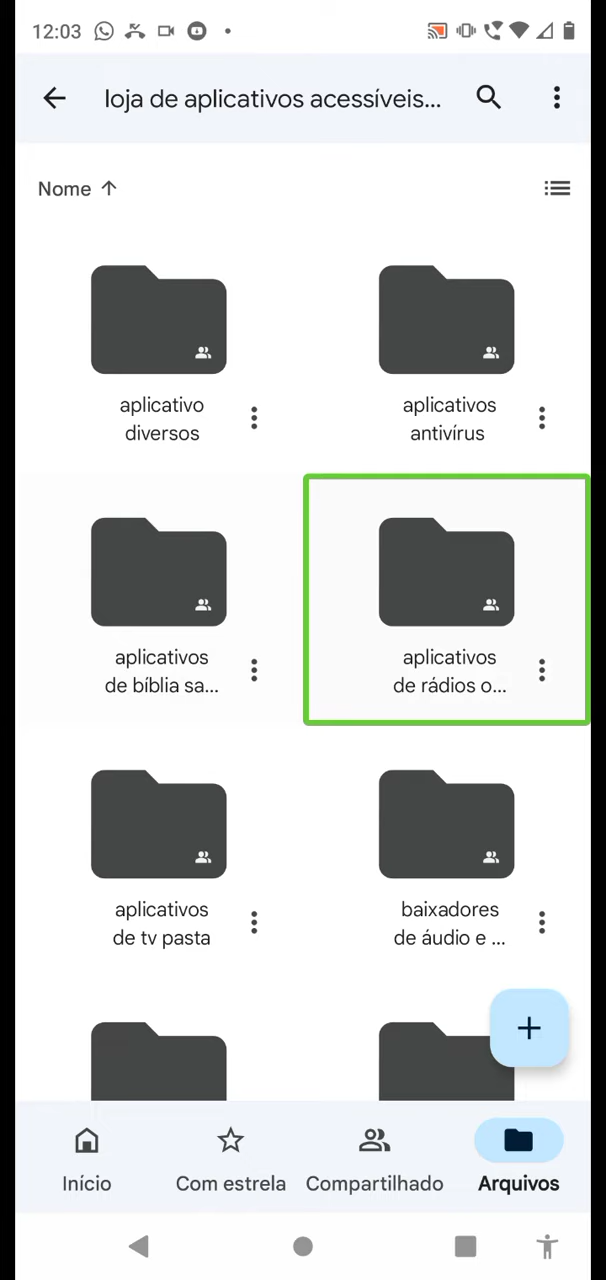 12:03
loja de aplicativos acessíveis...
Nome
aplicativo
diversos
aplicativos
antivírus
aplicativos
de bíblia sa...
aplicativos
de rádios o...
aplicativos
de tv pasta
baixadores
de áudio e ...
Início
Com estrela
Compartilhado
Arquivos